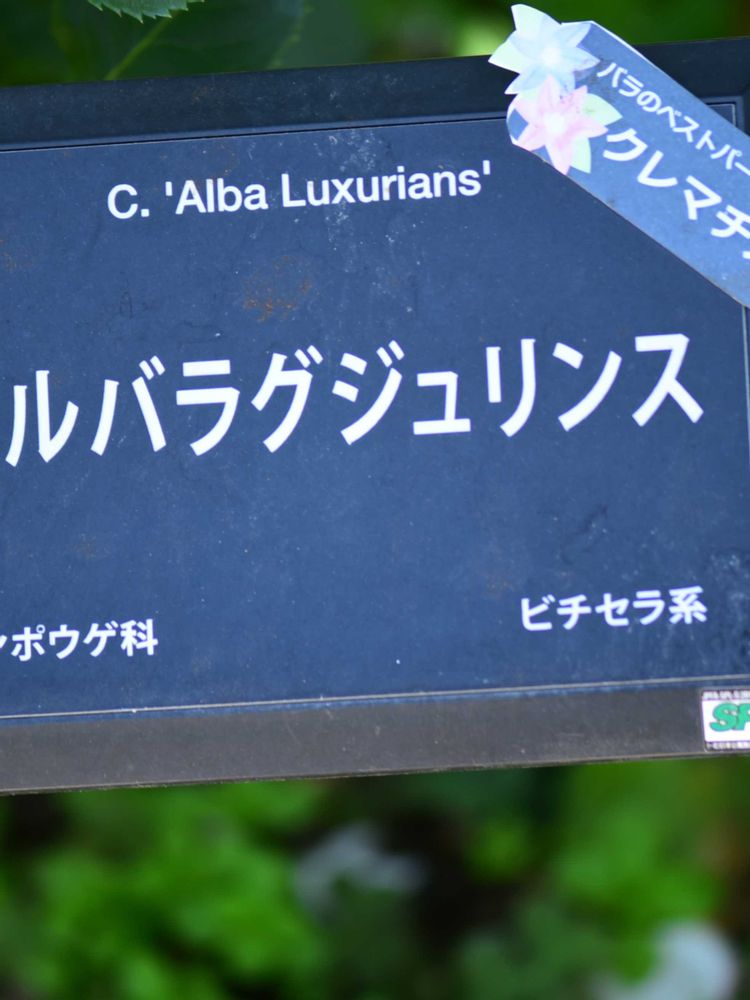 C. 'Alba Luxurians'
バラのベストパー
クレマチ
ルバラグジュリンス
ンポウゲ科
ビチセラ系